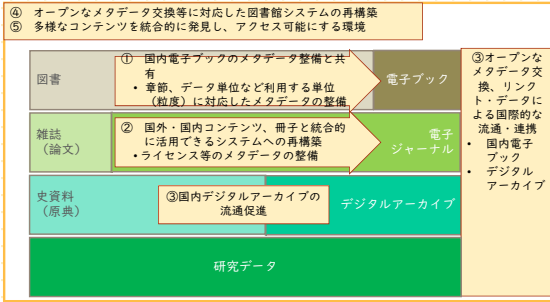 ④ オープンなメタデータ交換等に対応した図書館システムの再構築
⑤ 多様なコンテンツを統合的に発見し、アクセス可能にする環境
図書
① 国内電子ブックのメタデータ整備と共
有
• 章節、データ単位など利用する単位
（粒度）に対応したメタデータの整備
電子ブック
雑誌
（論文）
② 国外・国内コンテンツ、冊子と統合的
に活用できるシステムへの再構築
•ライセンス等のメタデータの整備
電子
ジャーナル
史資料
（原典）
③国内デジタルアーカイブの
流通促進
デジタルアーカイブ
研究データ
③オープンな
メタデータ交
換、リンク
ト・データに
よる国際的な
流通・連携
• 国内電子
ブック
• デジタル
アーカイブ